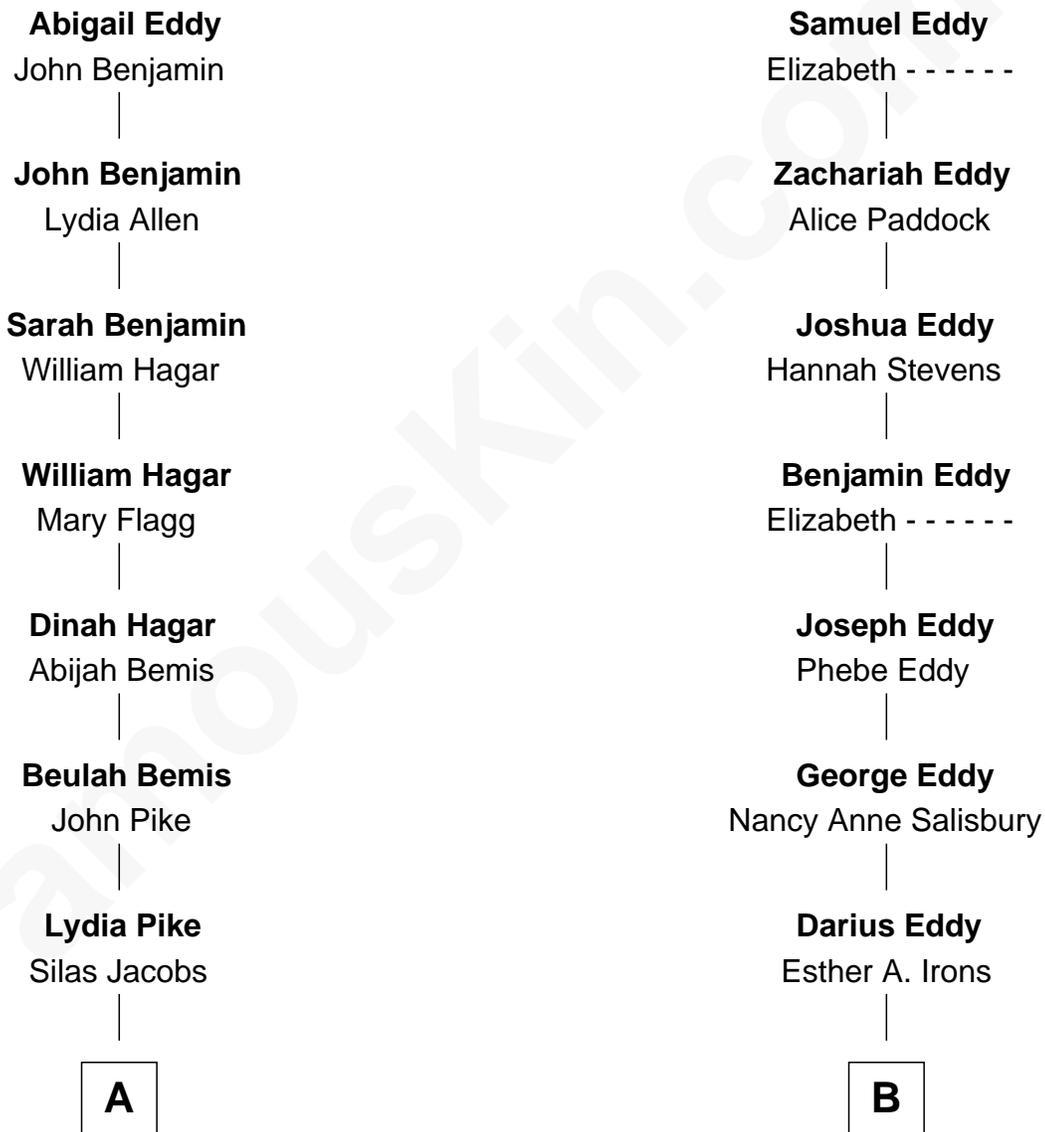 Abigail Eddy
John Benjamin
John Benjamin
Lydia Allen
Sarah Benjamin
William Hagar
William Hagar
Mary Flagg
Dinah Hagar
Abijah Bemis
Beulah Bemis
John Pike
Lydia Pike
Silas Jacobs
A
Samuel Eddy
Elizabeth - - - - - -
Zachariah Eddy
Alice Paddock
Joshua Eddy
Hannah Stevens
Benjamin Eddy
Elizabeth - - - - - -
Joseph Eddy
Phebe Eddy
George Eddy
Nancy Anne Salisbury
Darius Eddy
Esther A. Irons
B
amouskin.com